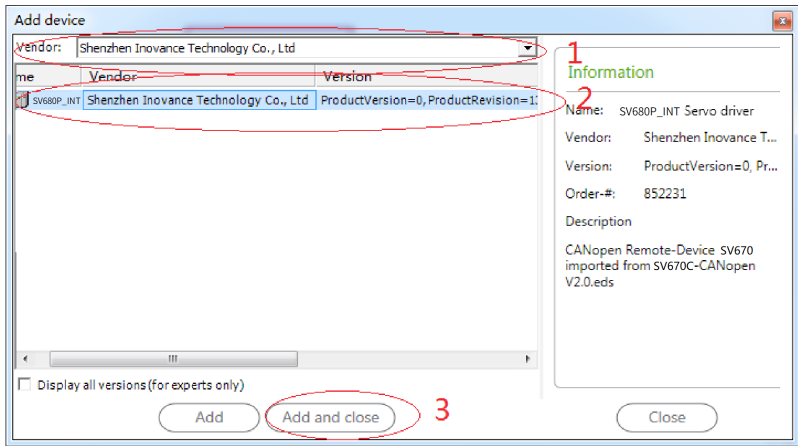 Add device
Vendor:
Shenzhen Inovance Technology Co., Ltd
1
me
Vendor
Version
SV680P_INT
Shenzhen Inovance Technology Co., Ltd
ProductVersion=0, ProductRevision=1
2
Display all versions (for experts only)
Add
Add and close
3
Information
Name:
SV680P_INT Servo driver
Vendor:
Shenzhen Inovance T...
Version:
ProductVersion=0, Pr...
Order-#:
852231
Description
CANopen Remote-Device SV670
imported from SV670C-CANopen
V2.0.eds
Close